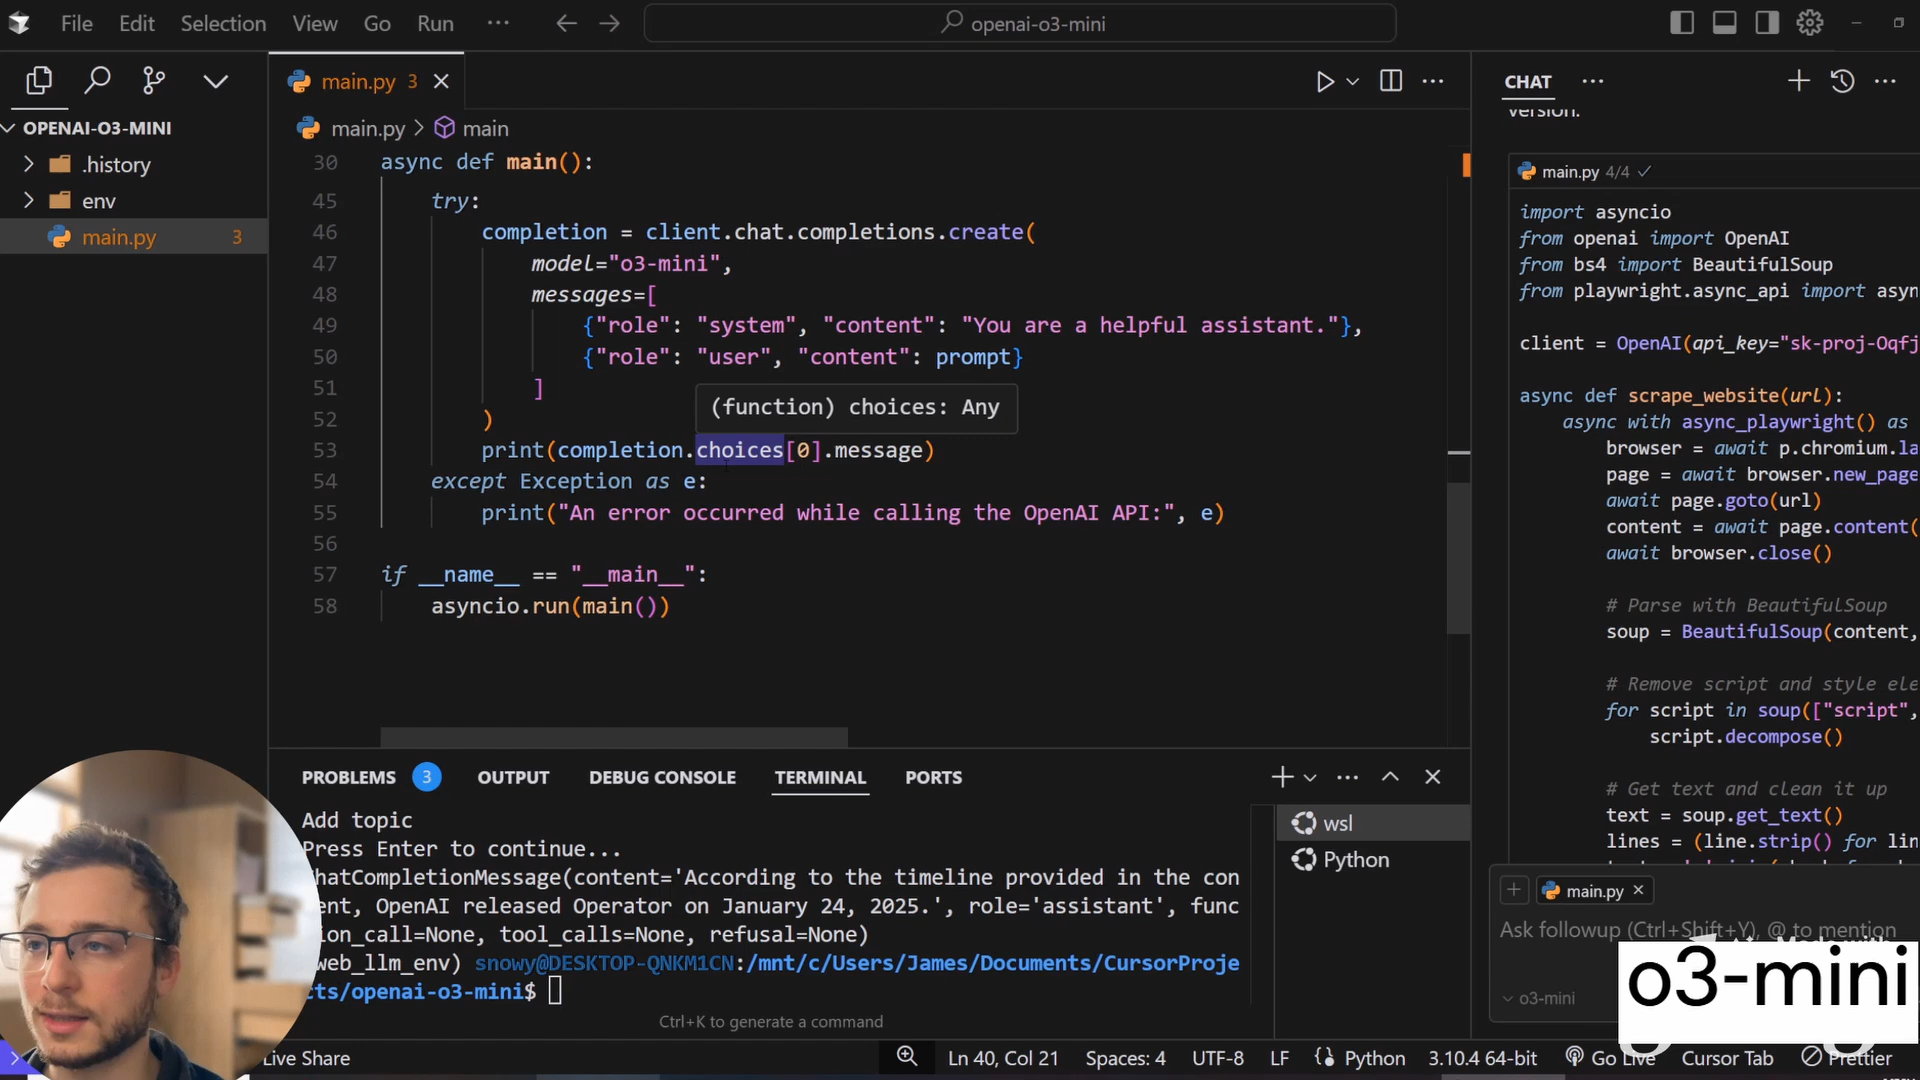 File Edit Selection View Go Run ··· openai-o3-mini
main.py 3
CHAT
main.py > main
OPENAI-O3-MINI
.history
env
main.py 3
30 async def main():
45 try:
46 completion = client.chat.completions.create(
47 model="o3-mini",
48 messages=[
49 {"role": "system", "content": "You are a helpful assistant."},
50 {"role": "user", "content": prompt}
51 ]
(function) choices: Any
52 )
53 print(completion.choices[0].message)
54 except Exception as e:
55 print("An error occurred while calling the OpenAI API:", e)
56
57 if __name__ == "__main__":
58 asyncio.run(main())
PROBLEMS 3 OUTPUT DEBUG CONSOLE TERMINAL PORTS
Add topic
Press Enter to continue...
hatCompletionMessage(content='According to the timeline provided in the con
ent, OpenAI released Operator on January 24, 2025.', role='assistant', func
ion_call=None, tool_calls=None, refusal=None)
web_llm_env) snowy@DESKTOP-QNKM1CN:/mnt/c/Users/James/Documents/CursorProje
cts/openai-o3-mini$
Ctrl+K to generate a command
wsl
Python
version.
main.py 4/4
import asyncio
from openai import OpenAI
from bs4 import BeautifulSoup
from playwright.async_api import asyn
client = OpenAI(api_key="sk-proj-Oqfj
async def scrape_website(url):
async with async_playwright() as
browser = await p.chromium.la
page = await browser.new_page
await page.goto(url)
content = await page.content(
await browser.close()
# Parse with BeautifulSoup
soup = BeautifulSoup(content,
# Remove script and style ele
for script in soup(["script",
script.decompose()
# Get text and clean it up
text = soup.get_text()
lines = (line.strip() for lin
main.py
Ask followup (Ctrl+Shift+Y), @ to mention
o3-mini
o3-mini
Live Share Ln 40, Col 21 Spaces: 4 UTF-8 LF Python 3.10.4 64-bit Go Live Cursor Tab Prettier